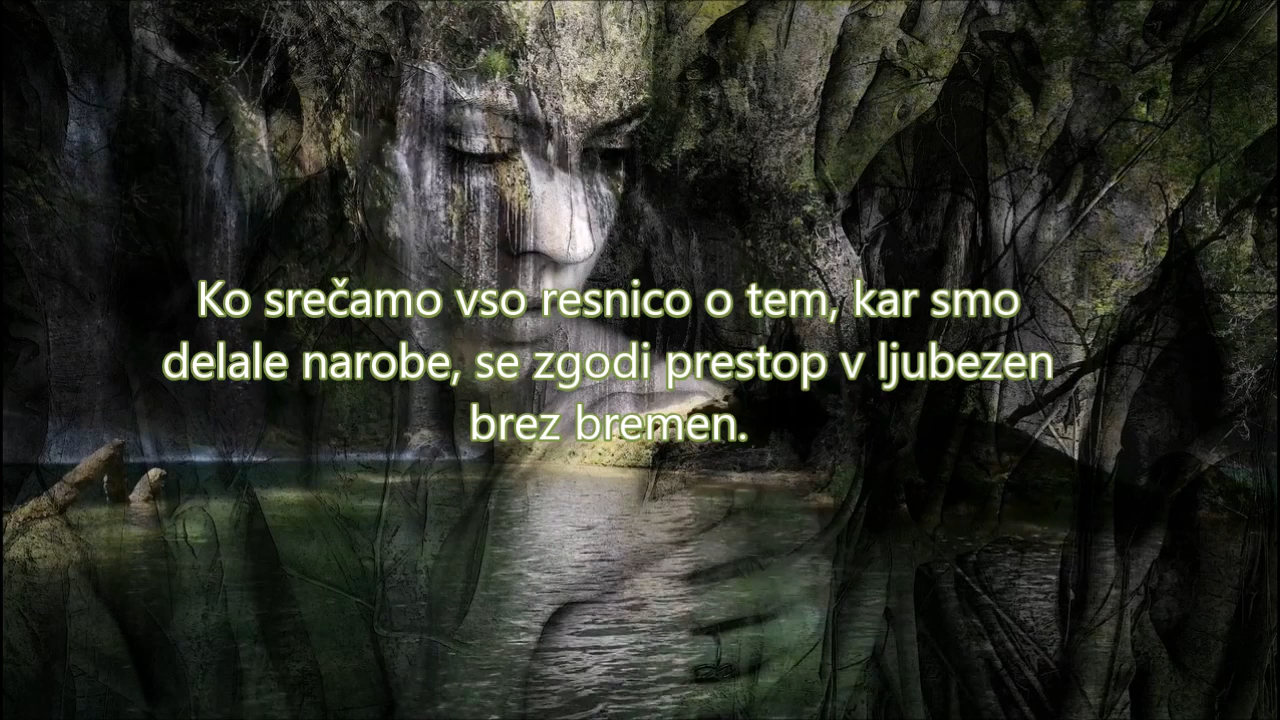 Ko srečamo vso resnico o tem, kar smo
delale narobe, se zgodi prestop v ljubezen
brez bremen.